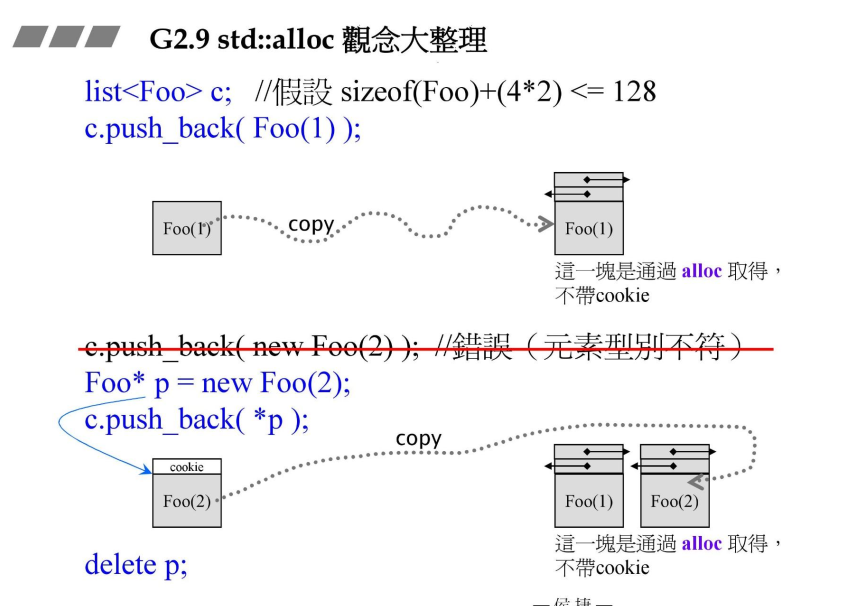 G2.9 std::alloc 觀念大整理
list<Foo> c; //假設 sizeof(Foo)+(4*2) <= 128
c.push_back( Foo(1) );
Foo(1)
copy
Foo(1)
這一塊是通過 alloc 取得，
不帶cookie
c.push_back( new Foo(2) ); //錯誤（元素型別不符）
Foo* p = new Foo(2);
c.push_back( *p );
copy
cookie
Foo(2)
Foo(1)
Foo(2)
這一塊是通過 alloc 取得，
不帶cookie
delete p;
— 侯捷 —